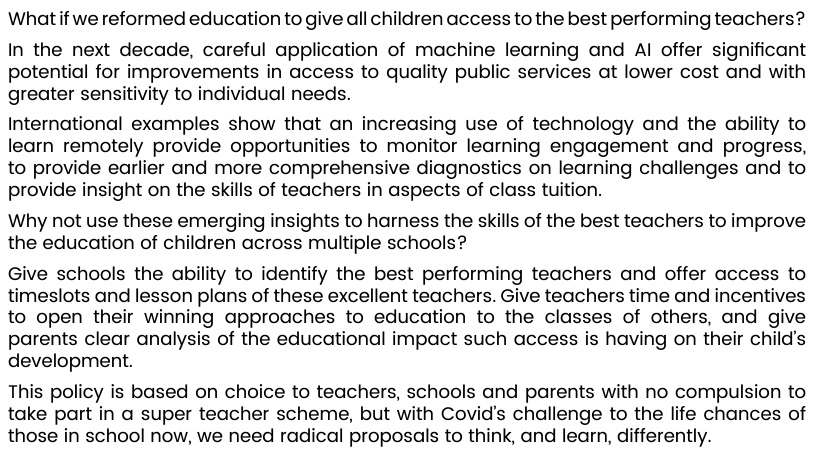 What if we reformed education to give all children access to the best performing teachers?
In the next decade, careful application of machine learning and AI offer significant
potential for improvements in access to quality public services at lower cost and with
greater sensitivity to individual needs.
International examples show that an increasing use of technology and the ability to
learn remotely provide opportunities to monitor learning engagement and progress,
to provide earlier and more comprehensive diagnostics on learning challenges and to
provide insight on the skills of teachers in aspects of class tuition.
Why not use these emerging insights to harness the skills of the best teachers to improve
the education of children across multiple schools?
Give schools the ability to identify the best performing teachers and offer access to
timeslots and lesson plans of these excellent teachers. Give teachers time and incentives
to open their winning approaches to education to the classes of others, and give
parents clear analysis of the educational impact such access is having on their child's
development.
This policy is based on choice to teachers, schools and parents with no compulsion to
take part in a super teacher scheme, but with Covid's challenge to the life chances of
those in school now, we need radical proposals to think, and learn, differently.